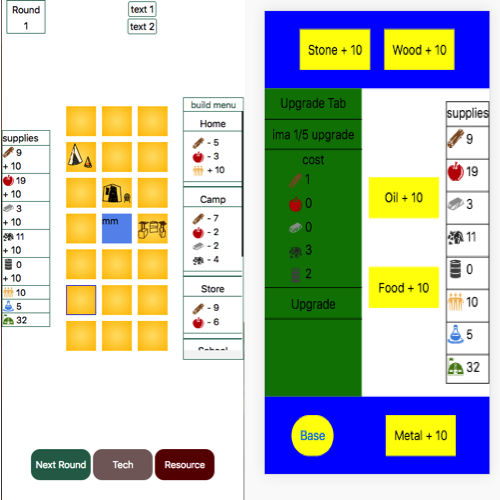 Round
1
text 1
text 2
supplies
9
+ 10
19
+ 10
3
+ 10
11
+ 10
0
+ 10
10
5
32
mm
build menu
Home
- 5
- 3
+ 10
Camp
- 7
- 2
- 2
- 4
Store
- 9
- 6
School
Next Round
Tech
Resource
Stone + 10
Wood + 10
Upgrade Tab
ima 1/5 upgrade
cost
1
0
0
3
2
Upgrade
Oil + 10
Food + 10
supplies
9
19
3
11
0
10
5
32
Base
Metal + 10